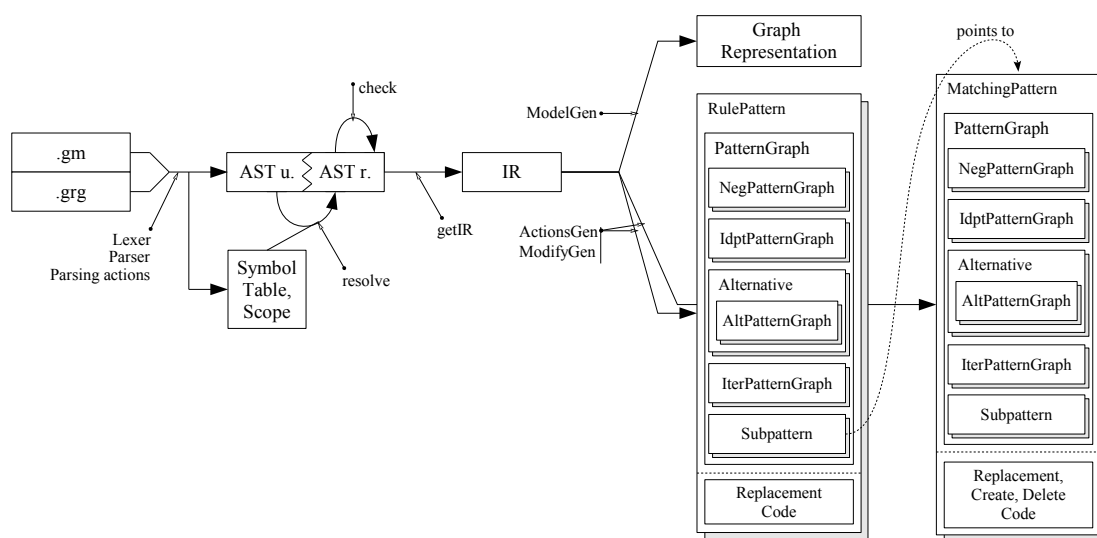 .gm
.grg
Lexer
Parser
Parsing actions
AST u.
AST r.
check
resolve
Symbol
Table,
Scope
getIR
IR
ModelGen
ActionsGen
ModifyGen
Graph
Representation
RulePattern
PatternGraph
NegPatternGraph
IdptPatternGraph
Alternative
AltPatternGraph
IterPatternGraph
Subpattern
Replacement
Code
points to
MatchingPattern
PatternGraph
NegPatternGraph
IdptPatternGraph
Alternative
AltPatternGraph
IterPatternGraph
Subpattern
Replacement,
Create, Delete
Code